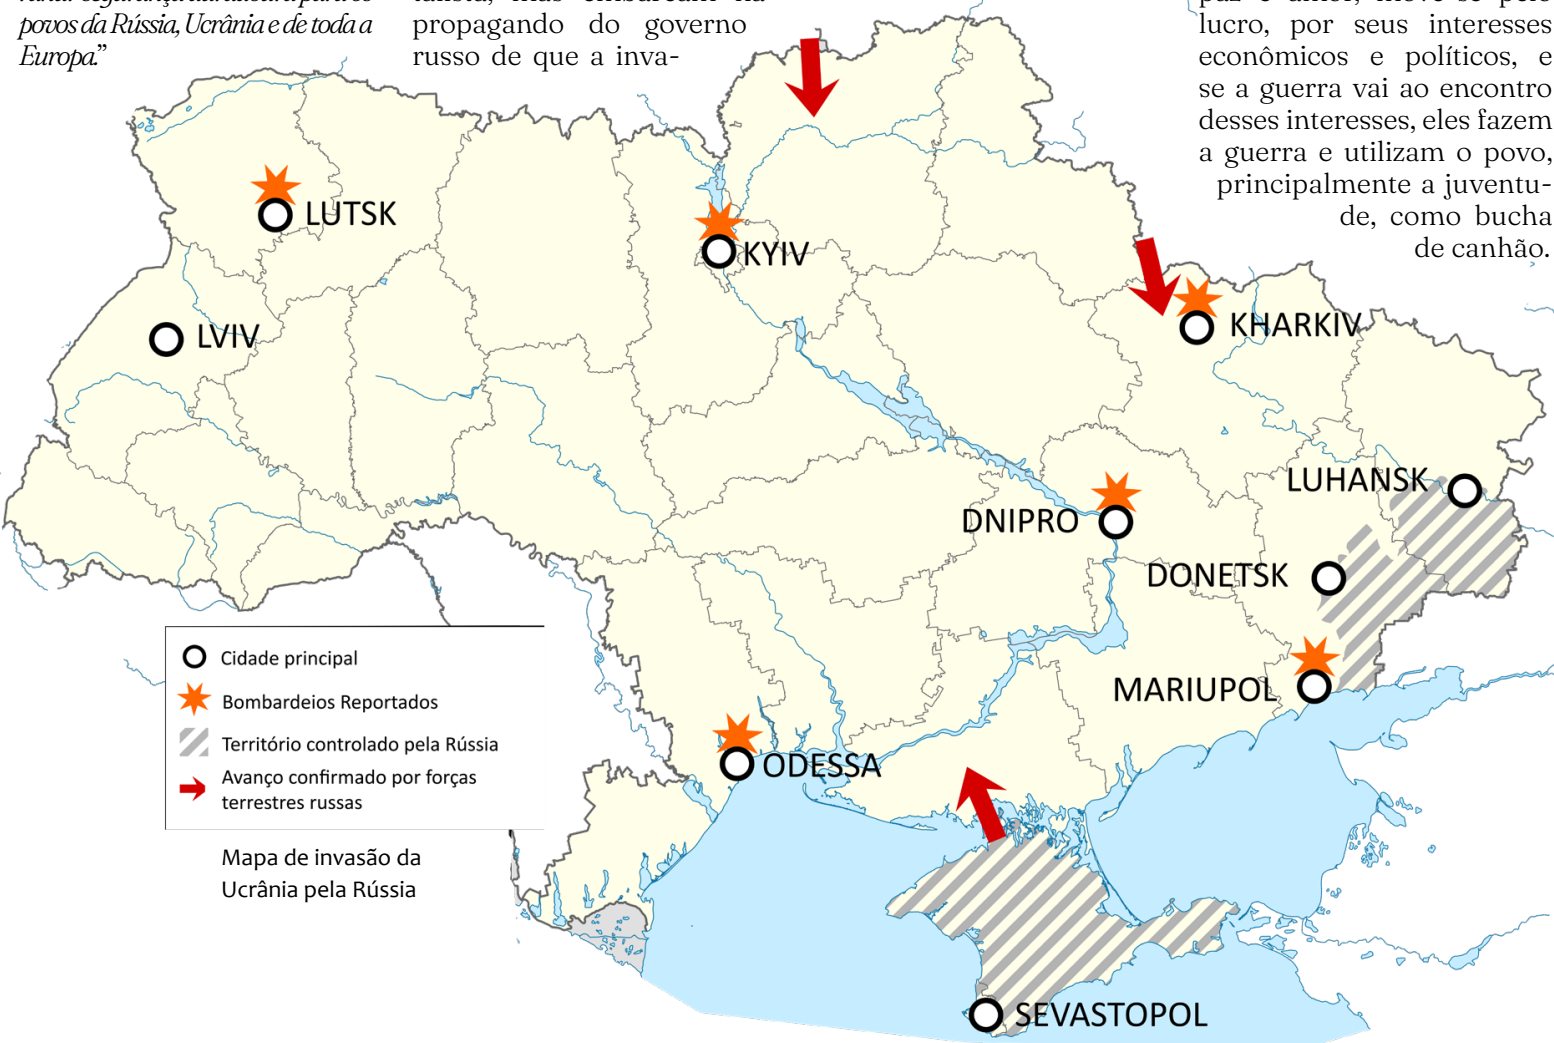 povos da Rússia, Ucrânia e de toda a
Europa.”
propagando do governo
russo de que a inva-
lucro, por seus interesses
econômicos e políticos, e
se a guerra vai ao encontro
desses interesses, eles fazem
a guerra e utilizam o povo,
principalmente a juventu-
de, como bucha
de canhão.
LUTSK
KYIV
LVIV
KHARKIV
LUHANSK
DNIPRO
DONETSK
MARIUPOL
ODESSA
SEVASTOPOL
Cidade principal
Bombardeios Reportados
Território controlado pela Rússia
Avanço confirmado por forças
terrestres russas
Mapa de invasão da
Ucrânia pela Rússia